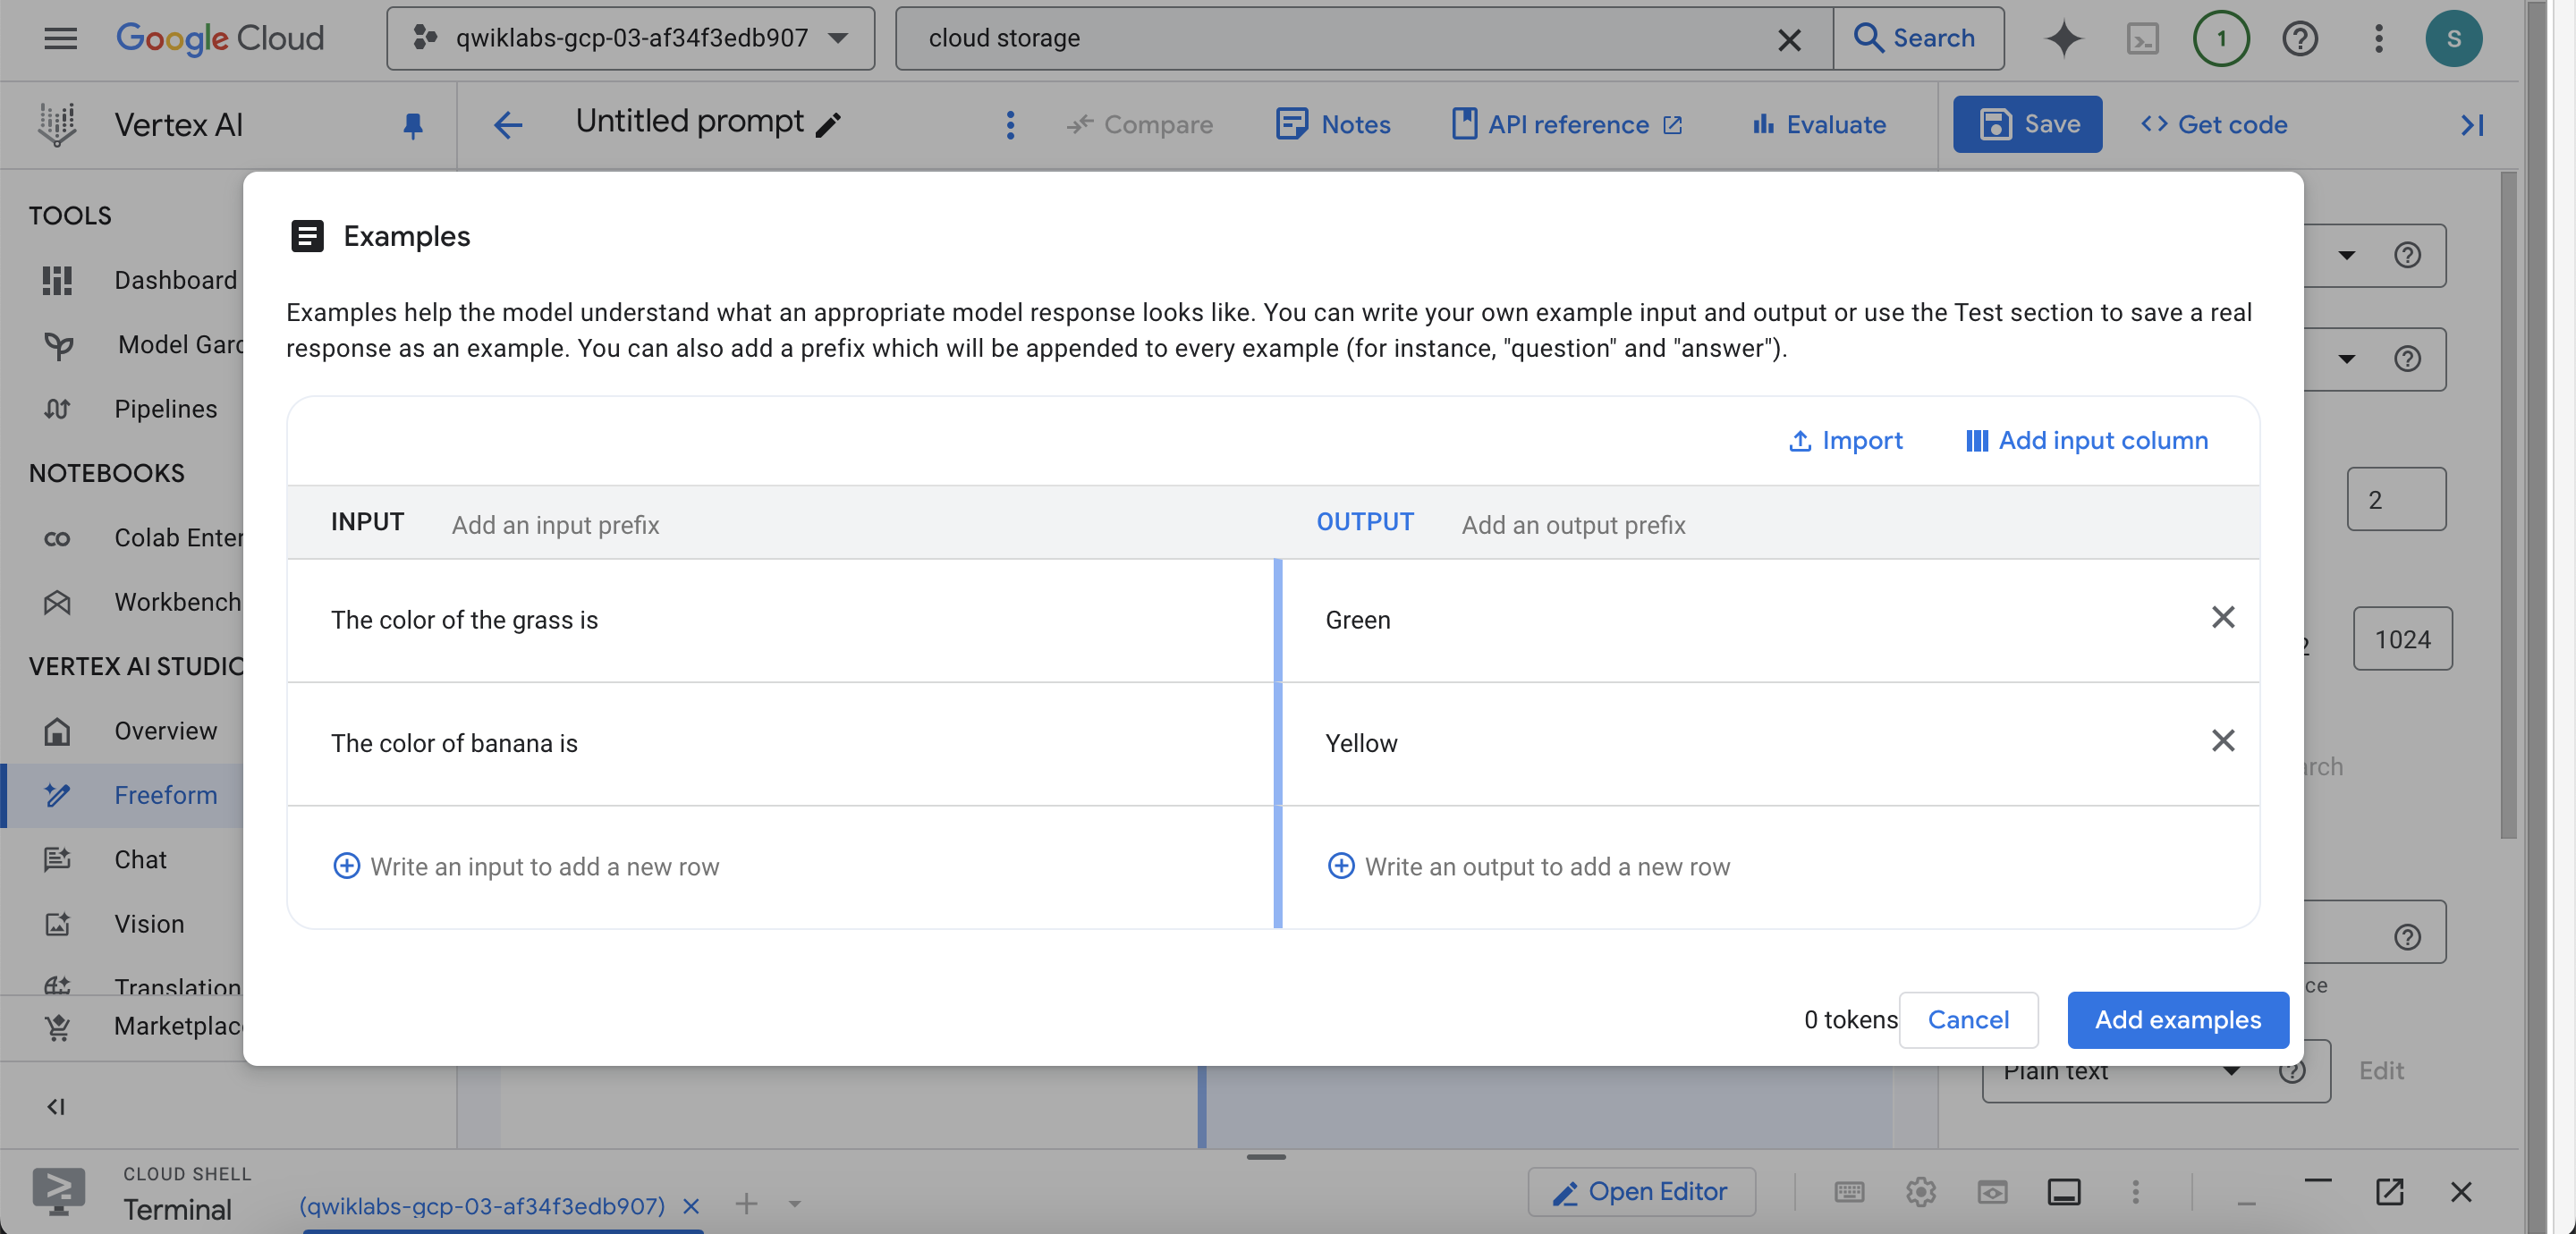 Google Cloud
qwiklabs-gcp-03-af34f3edb907
cloud storage
Search
1
S
Vertex AI
Untitled prompt
Compare
Notes
API reference
Evaluate
Save
Get code
TOOLS
Dashboard
Model Gard
Pipelines
NOTEBOOKS
Colab Enter
Workbench
VERTEX AI STUDIO
Overview
Freeform
Chat
Vision
Translation
Marketplac
Examples
Examples help the model understand what an appropriate model response looks like. You can write your own example input and output or use the Test section to save a real
response as an example. You can also add a prefix which will be appended to every example (for instance, "question" and "answer").
Import
Add input column
INPUT
Add an input prefix
OUTPUT
Add an output prefix
The color of the grass is
Green
The color of banana is
Yellow
Write an input to add a new row
Write an output to add a new row
0 tokens
Cancel
Add examples
2
1024
Plain text
Edit
CLOUD SHELL
Terminal
(qwiklabs-gcp-03-af34f3edb907)
Open Editor